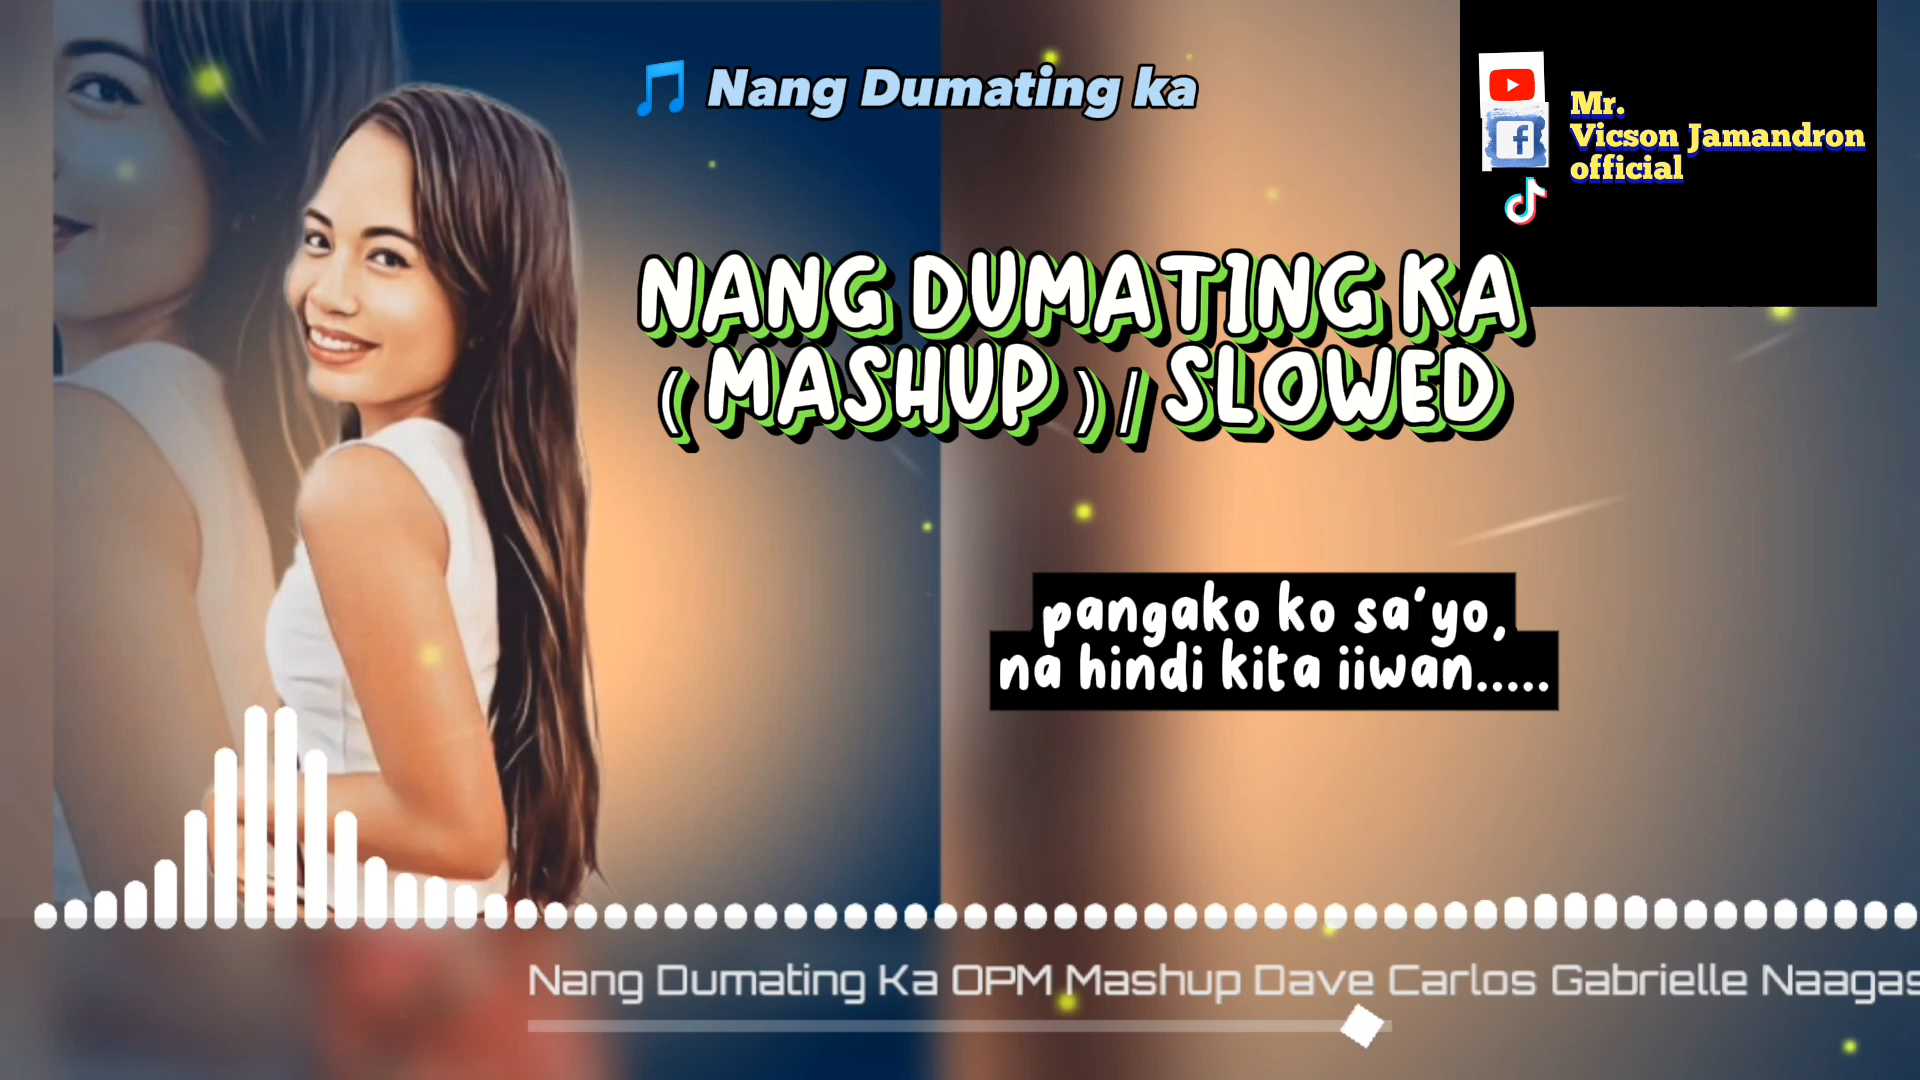 🎵 Nang Dumating ka
Mr.
Vicson Jamandron
official
NANG DUMATING KA
( MASHUP ) / SLOWED
pangako ko sa'yo,
na hindi kita iiwan.....
Nang Dumating Ka OPM Mashup Dave Carlos Gabrielle Naagas